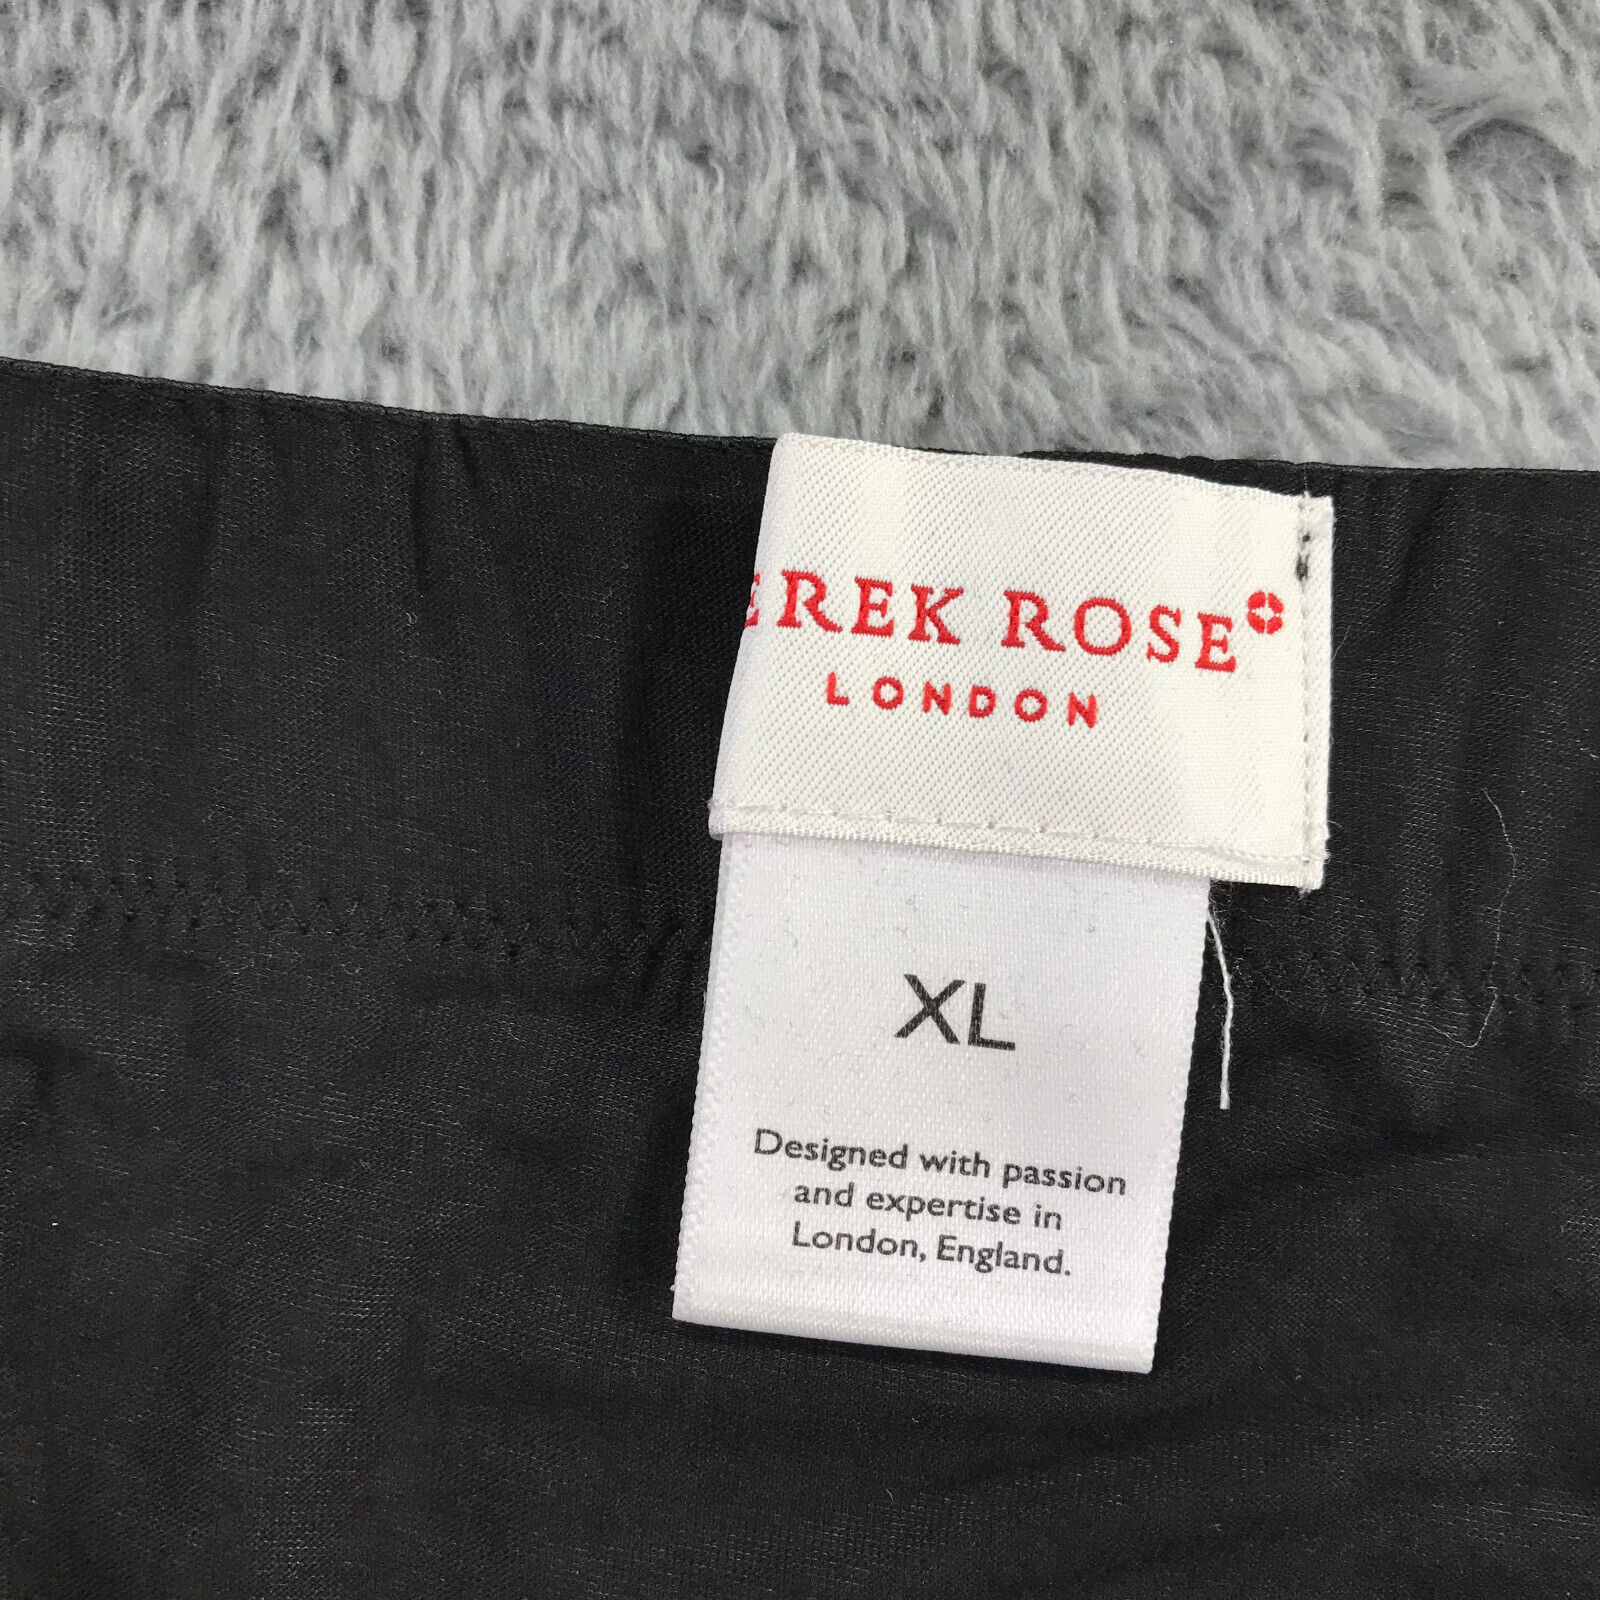 EREK ROSE
LONDON
XL
Designed with passion
and expertise in
London, England.